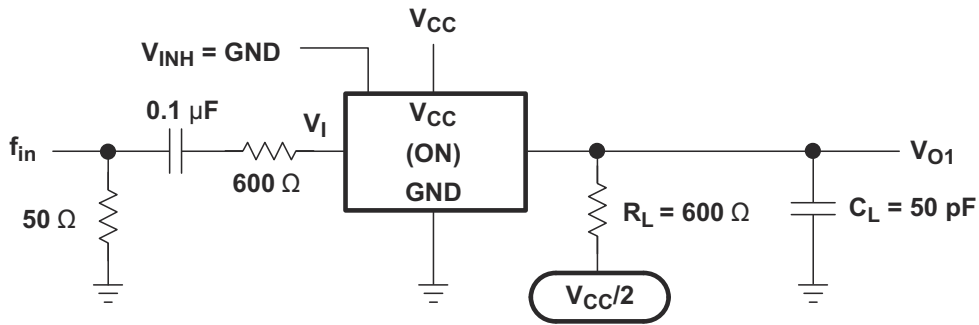 V_CC
V_INH = GND
0.1 µF
V_CC
V_I
f_in
(ON)
V_O1
600 Ω
GND
50 Ω
R_L = 600 Ω
C_L = 50 pF
V_CC/2